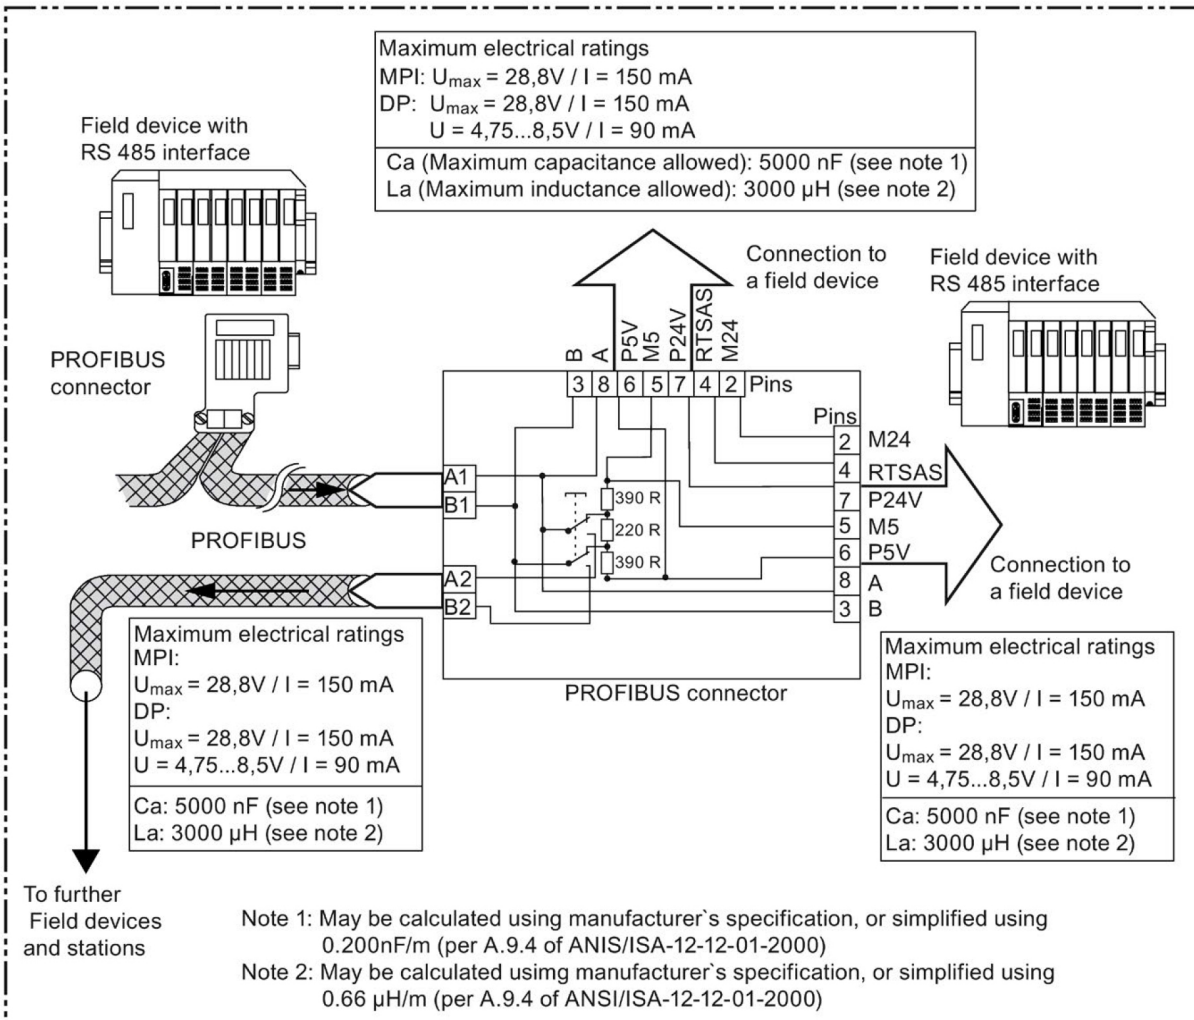 Maximum electrical ratings
MPI: Umax = 28,8V / I = 150 mA
DP: Umax = 28,8V / I = 150 mA
U = 4,75...8,5V / I = 90 mA
Ca (Maximum capacitance allowed): 5000 nF (see note 1)
La (Maximum inductance allowed): 3000 µH (see note 2)
Field device with
RS 485 interface
Connection to
a field device
Field device with
RS 485 interface
PROFIBUS
connector
B
A
P5V
M5
P24V
RTSAS
M24
3 8 6 5 7 4 2 Pins
Pins
2 M24
4 RTSAS
7 P24V
5 M5
6 P5V
8 A
3 B
A1
B1
390 R
220 R
390 R
A2
B2
PROFIBUS
Connection to
a field device
PROFIBUS connector
Maximum electrical ratings
MPI:
Umax = 28,8V / I = 150 mA
DP:
Umax = 28,8V / I = 150 mA
U = 4,75...8,5V / I = 90 mA
Ca: 5000 nF (see note 1)
La: 3000 µH (see note 2)
Maximum electrical ratings
MPI:
Umax = 28,8V / I = 150 mA
DP:
Umax = 28,8V / I = 150 mA
U = 4,75...8,5V / I = 90 mA
Ca: 5000 nF (see note 1)
La: 3000 µH (see note 2)
To further
Field devices
and stations
Note 1: May be calculated using manufacturer`s specification, or simplified using
0.200nF/m (per A.9.4 of ANIS/ISA-12-12-01-2000)
Note 2: May be calculated usimg manufacturer`s specification, or simplified using
0.66 µH/m (per A.9.4 of ANSI/ISA-12-12-01-2000)